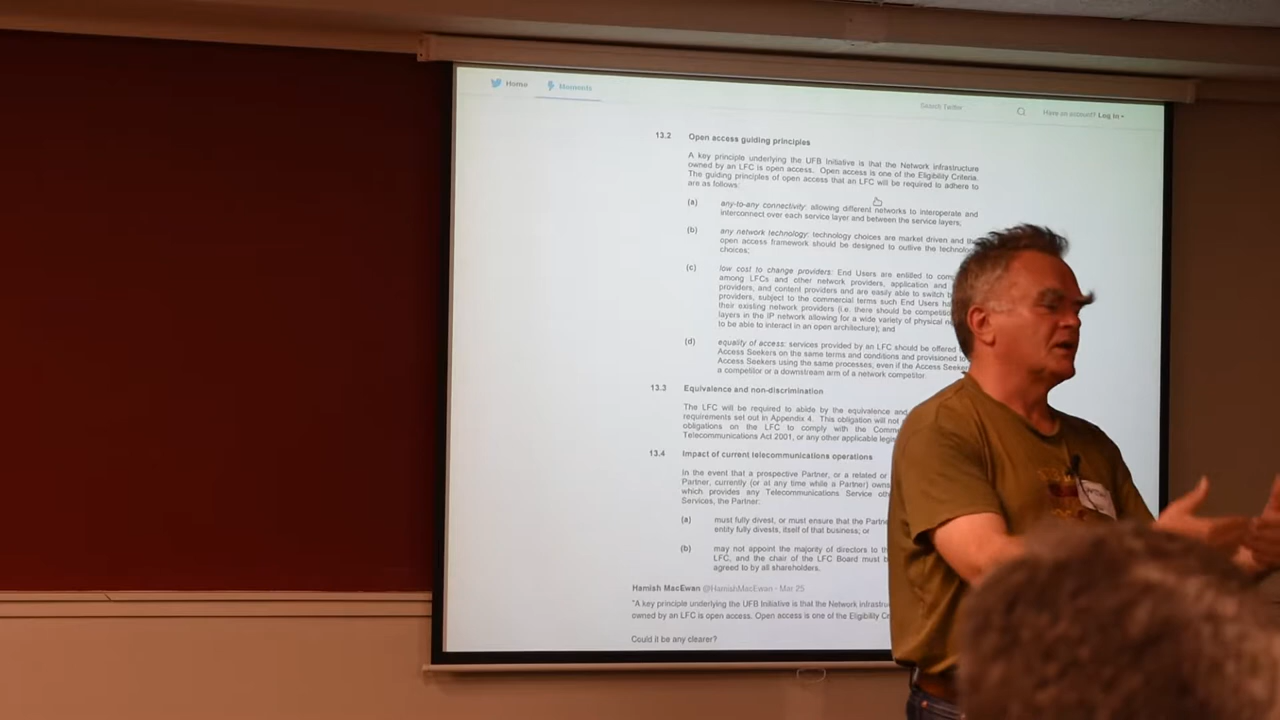 Home Moments Search Twitter Have an account? Log In
13.2 Open access guiding principles
A key principle underlying the UFB Initiative is that the Network infrastructure
owned by an LFC is open access. Open access is one of the Eligibility Criteria.
The guiding principles of open access that an LFC will be required to adhere to
are as follows:
(a) any-to-any connectivity: allowing different networks to interoperate and
interconnect over each service layer and between the service layers;
(b) any network technology: technology choices are market driven and
open access framework should be designed to outlive the
choices;
(c) low cost to change providers: End Users are entitled to
among LFCs and other network providers, application and
providers, and content providers and are easily able to switch
providers, subject to the commercial terms such End Users
their existing network providers (i.e. there should be
layers in the IP network allowing for a wide variety of physical
to be able to interact in an open architecture); and
(d) equality of access: services provided by an LFC should be offered
Access Seekers on the same terms and conditions and provisioned to
Access Seekers using the same processes, even if the Access
a competitor or a downstream arm of a network competitor.
13.3 Equivalence and non-discrimination
The LFC will be required to abide by the equivalence and
requirements set out in Appendix 4. This obligation will not
obligations on the LFC to comply with the
Telecommunications Act 2001, or any other applicable
13.4 Impact of current telecommunications operations
In the event that a prospective Partner, or a related or
Partner, currently (or at any time while a Partner)
which provides any Telecommunications Service
Services, the Partner:
(a) must fully divest, or must ensure that the
entity fully divests, itself of that business; or
(b) may not appoint the majority of directors to
LFC, and the chair of the LFC Board must
agreed to by all shareholders.
Hamish MacEwan @HamishMacEwan - Mar 25
"A key principle underlying the UFB Initiative is that the Network
owned by an LFC is open access. Open access is one of the Eligibility
Could it be any clearer?